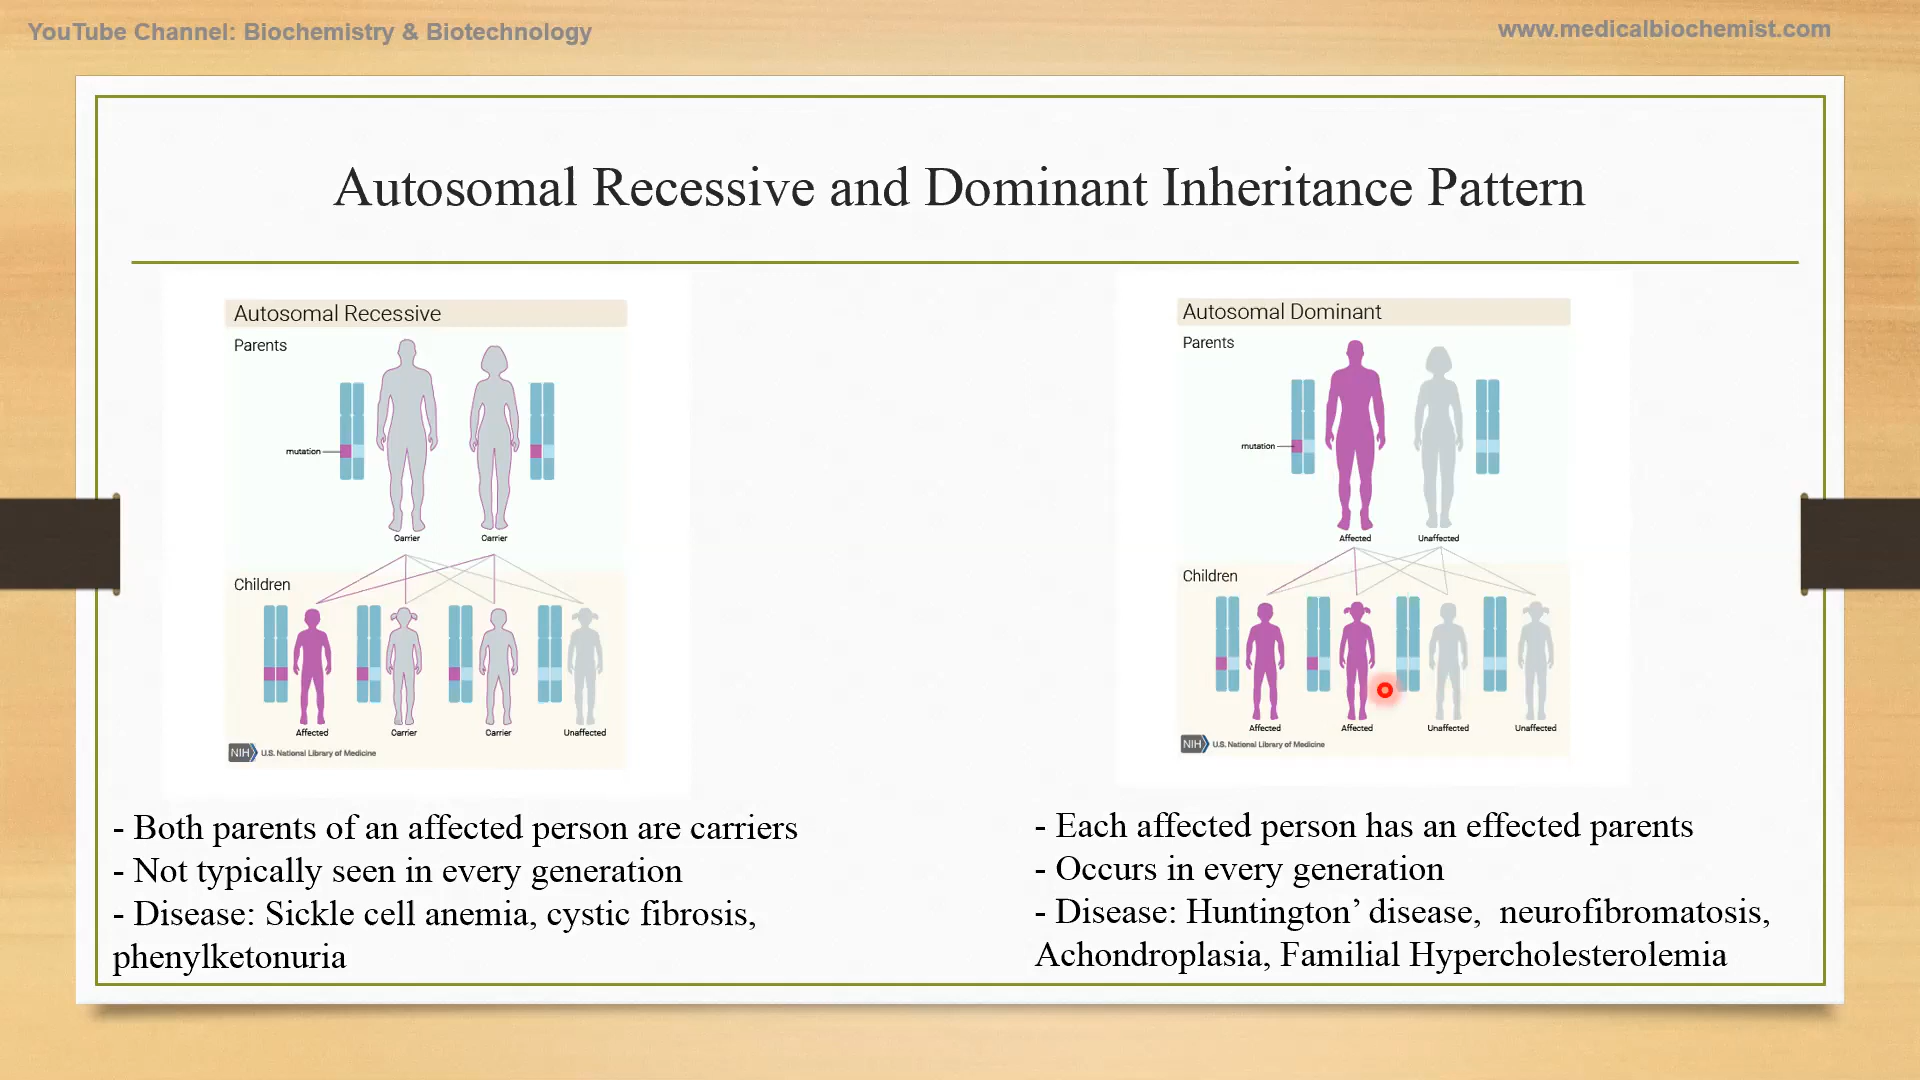 YouTube Channel: Biochemistry & Biotechnology
www.medicalbiochemist.com
Autosomal Recessive and Dominant Inheritance Pattern
Autosomal Recessive
Parents
mutation
Carrier Carrier
Children
Affected Carrier Carrier Unaffected
NIH U.S. National Library of Medicine
- Both parents of an affected person are carriers
- Not typically seen in every generation
- Disease: Sickle cell anemia, cystic fibrosis,
phenylketonuria
Autosomal Dominant
Parents
mutation
Affected Unaffected
Children
Affected Affected Unaffected Unaffected
NIH U.S. National Library of Medicine
- Each affected person has an effected parents
- Occurs in every generation
- Disease: Huntington’ disease,  neurofibromatosis,
Achondroplasia, Familial Hypercholesterolemia